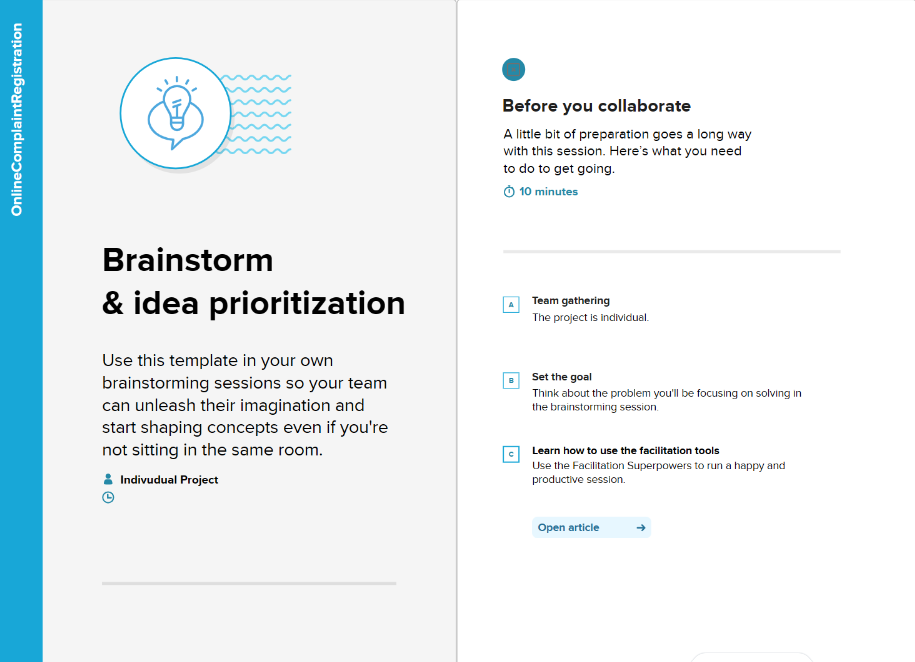 OnlineComplaintRegistration
Brainstorm
& idea prioritization
Use this template in your own
brainstorming sessions so your team
can unleash their imagination and
start shaping concepts even if you're
not sitting in the same room.
Indivudual Project
Before you collaborate
A little bit of preparation goes a long way
with this session. Here's what you need
to do to get going.
10 minutes
A
Team gathering
The project is individual.
B
Set the goal
Think about the problem you'll be focusing on solving in
the brainstorming session.
C
Learn how to use the facilitation tools
Use the Facilitation Superpowers to run a happy and
productive session.
Open article →